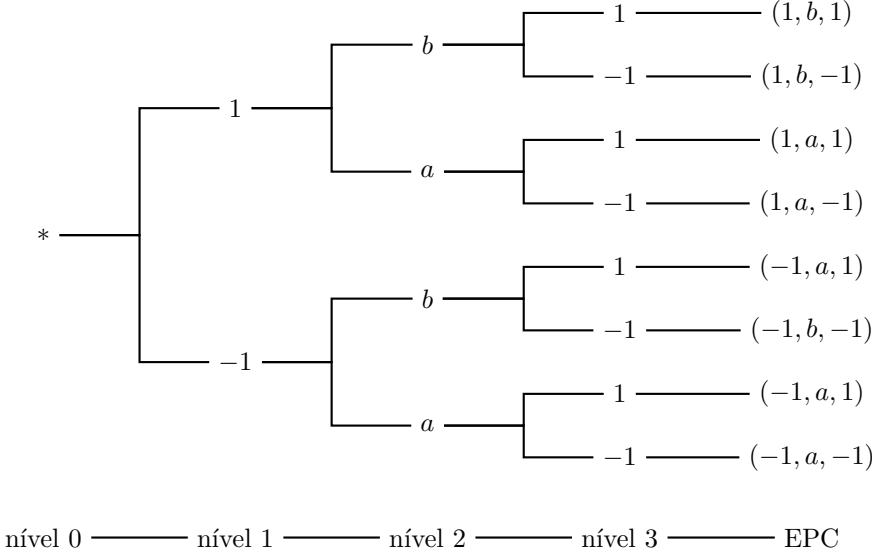 1 (1, b, 1)
b
−1 (1, b, −1)
1
1 (1, a, 1)
a
−1 (1, a, −1)
*
1 (−1, a, 1)
b
−1 (−1, b, −1)
−1
1 (−1, a, 1)
a
−1 (−1, a, −1)
nível 0 nível 1 nível 2 nível 3 EPC